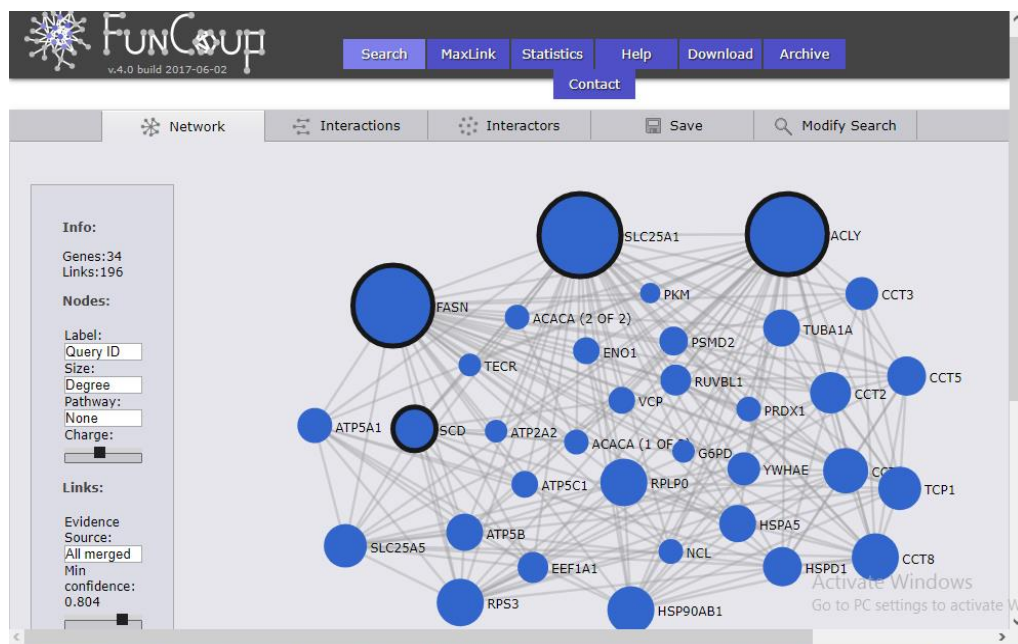 FunCoup
v.4.0 build 2017-06-02
Search MaxLink Statistics Help Download Archive
Contact
Network Interactions Interactors Save Modify Search
Info:
Genes:34
Links:196
Nodes:
Label:
Query ID
Size:
Degree
Pathway:
None
Charge:
Links:
Evidence
Source:
All merged
Min
confidence:
0.804
SLC25A1
ACLY
FASN
PKM
CCT3
ACACA (2 OF 2)
TUBA1A
PSMD2
ENO1
TECR
RUVBL1
CCT5
CCT2
VCP
PRDX1
ATP5A1
SCD
ATP2A2
ACACA (1 OF
G6PD
YWHAE
ATP5C1
RPLP0
TCP1
HSPA5
ATP5B
SLC25A5
NCL
CCT8
EEF1A1
HSPD1
RPS3
HSP90AB1
Activate Windows
Go to PC settings to activate